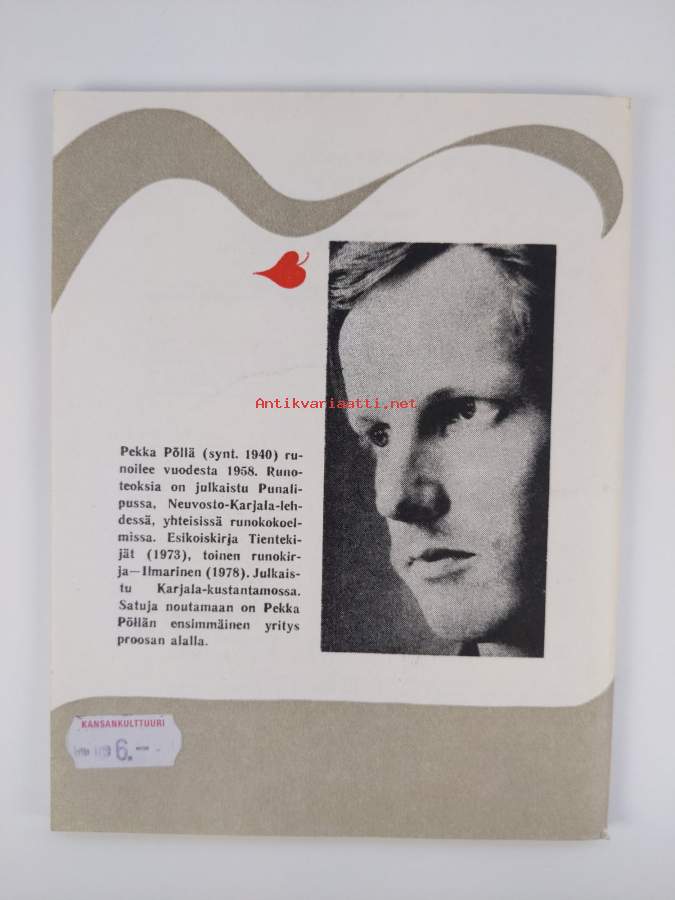 Antikvariaatti.net
Pekka Pöllä (synt. 1940) ru-
noilee vuodesta 1958. Runo-
teoksia on julkaistu Punali-
pussa, Neuvosto-Karjala-leh-
dessä, yhteisissä runokokoel-
missa. Esikoiskirja Tienteki-
jät (1973), toinen runokir-
ja—Ilmarinen (1978). Julkais-
tu Karjala-kustantamossa.
Satuja noutamaan on Pekka
Pöllän ensimmäinen yritys
proosan alalla.
KANSANKULTTUURI
6.—